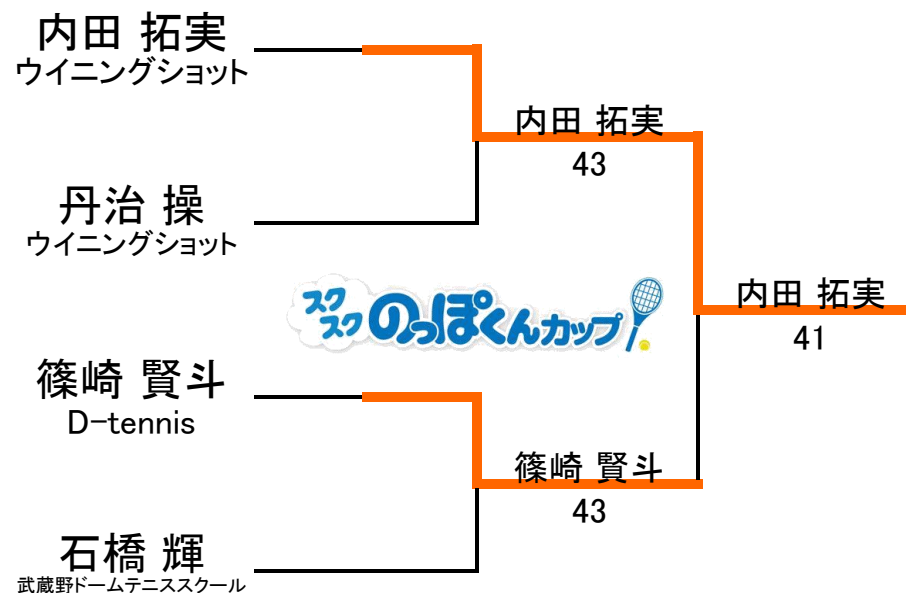 内田 拓実
ウイニングショット
内田 拓実
43
丹治 操
ウイニングショット
スクスク のっぽくんカップ
内田 拓実
41
篠崎 賢斗
D-tennis
篠崎 賢斗
43
石橋 輝
武蔵野ドームテニススクール